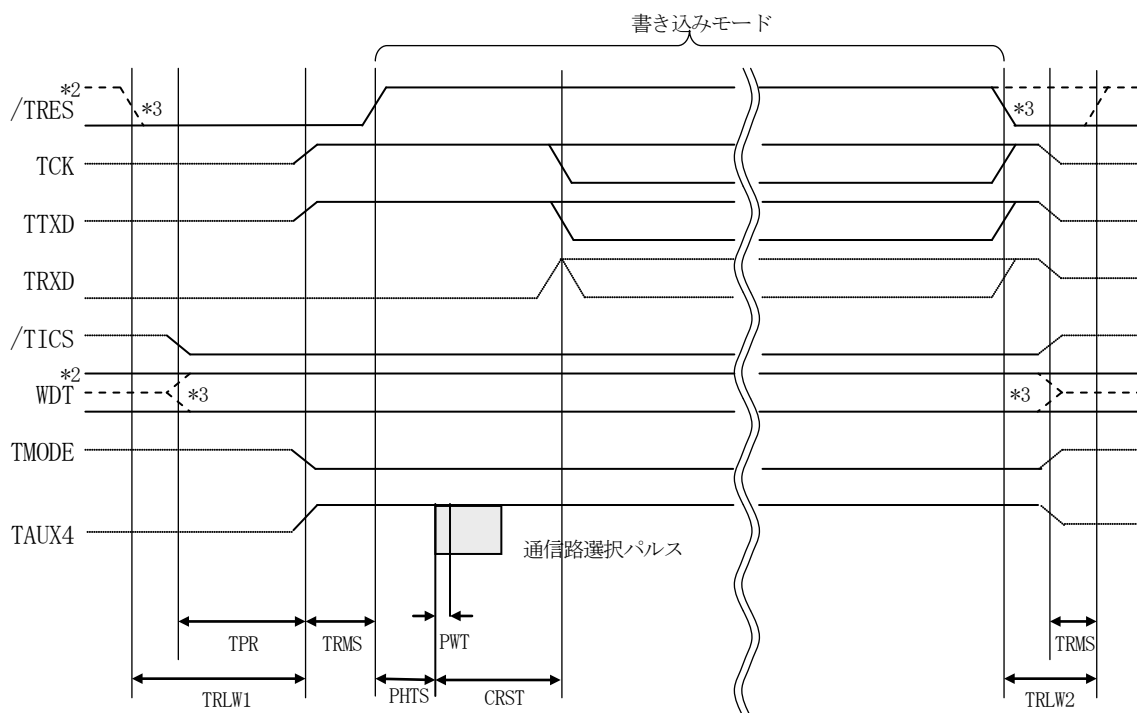 書き込みモード
*2
/TRES
*3
*3
TCK
TTXD
TRXD
/TICS
*2
WDT
*3
*3
TMODE
TAUX4
通信路選択パルス
TPR
TRMS
PWT
TRMS
TRLW1
PHTS
CRST
TRLW2